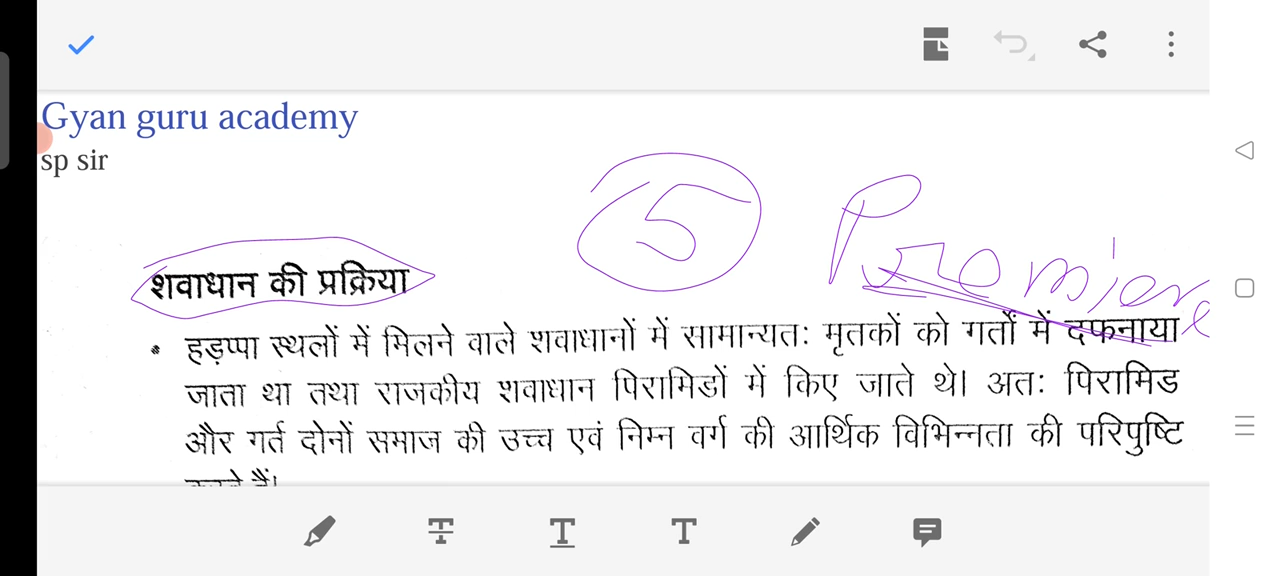 Gyan guru academy
sp sir
5 Premiere
शवाधान की प्रक्रिया
• हड़प्पा स्थलों में मिलने वाले शवाधानों में सामान्यत: मृतकों को गर्तों में दफनाया
जाता था तथा राजकीय शवाधान पिरामिडों में किए जाते थे। अत: पिरामिड
और गर्त दोनों समाज की उच्च एवं निम्न वर्ग की आर्थिक विभिन्नता की परिपुष्टि